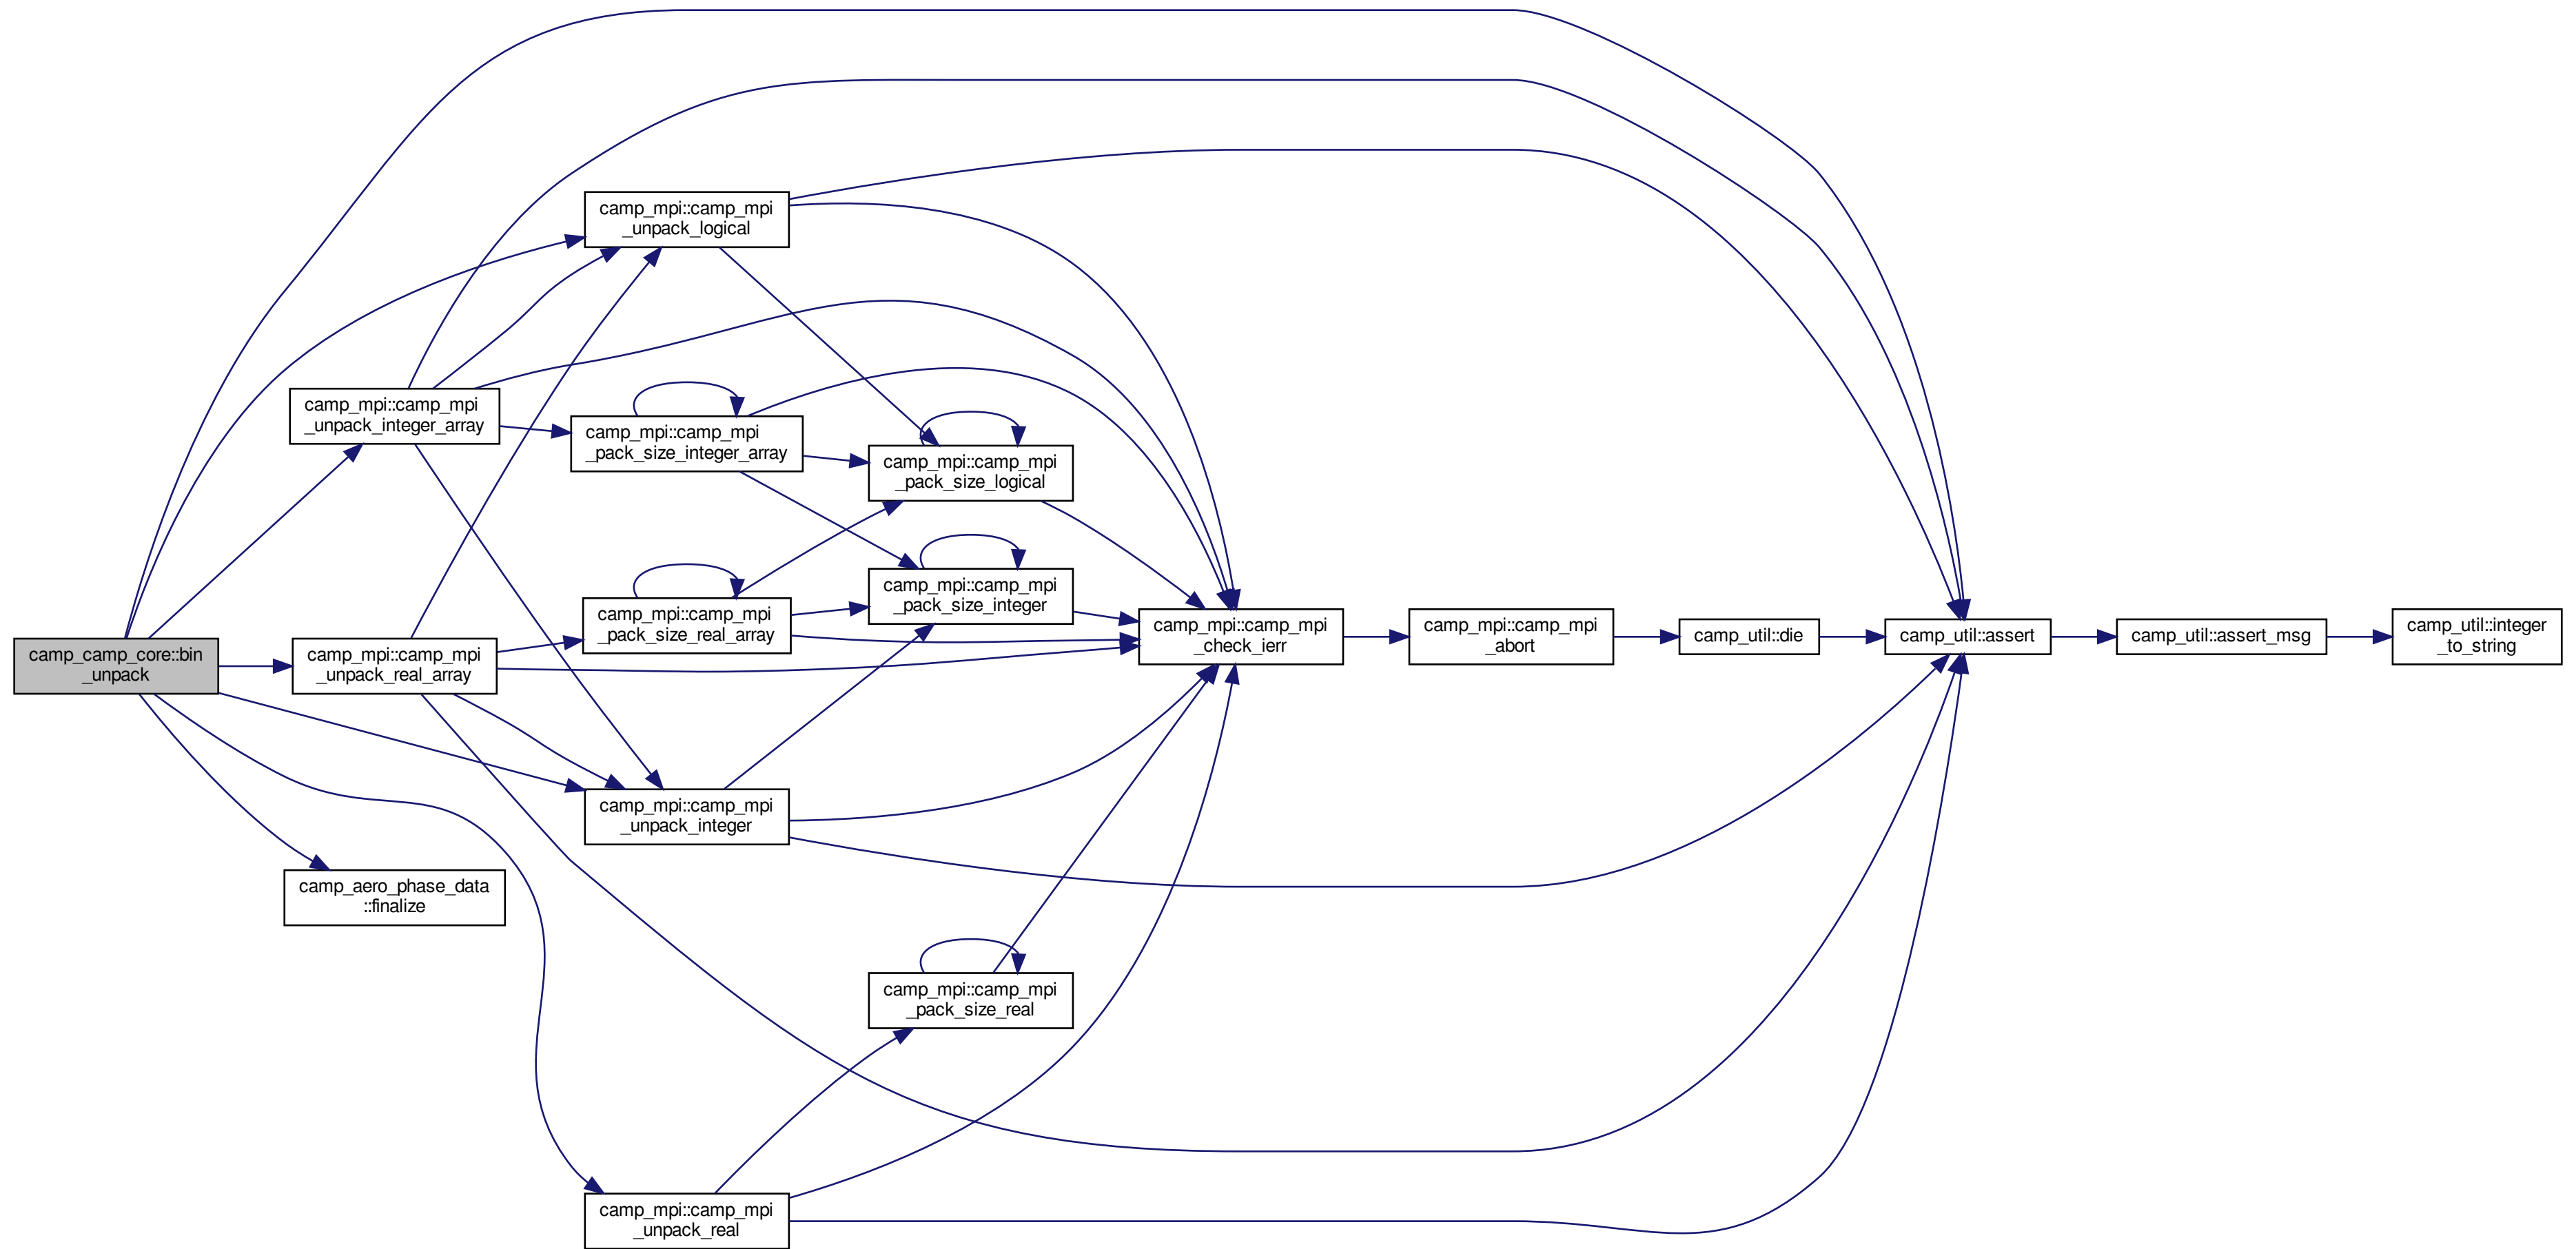 camp_mpi::camp_mpi
_unpack_logical
camp_mpi::camp_mpi
_unpack_integer_array
camp_mpi::camp_mpi
_pack_size_integer_array
camp_mpi::camp_mpi
_pack_size_logical
camp_mpi::camp_mpi
_pack_size_integer
camp_mpi::camp_mpi
_pack_size_real_array
camp_camp_core::bin
_unpack
camp_mpi::camp_mpi
_unpack_real_array
camp_mpi::camp_mpi
_check_ierr
camp_mpi::camp_mpi
_abort
camp_util::die
camp_util::assert
camp_util::assert_msg
camp_util::integer
_to_string
camp_mpi::camp_mpi
_unpack_integer
camp_aero_phase_data
::finalize
camp_mpi::camp_mpi
_pack_size_real
camp_mpi::camp_mpi
_unpack_real